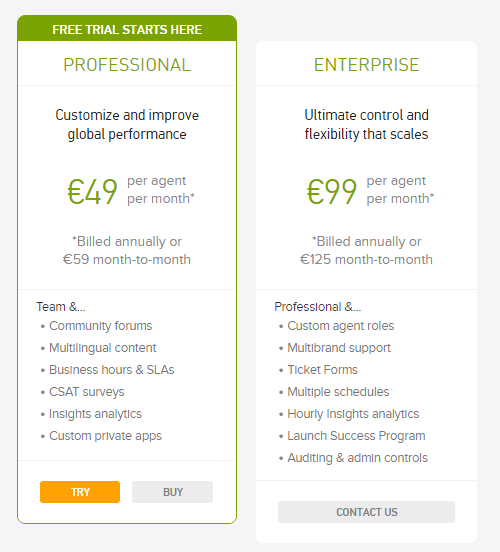 FREE TRIAL STARTS HERE
PROFESSIONAL
Customize and improve
global performance
€49 per agent
per month*
*Billed annually or
€59 month-to-month
Team &...
• Community forums
• Multilingual content
• Business hours & SLAs
• CSAT surveys
• Insights analytics
• Custom private apps
TRY BUY
ENTERPRISE
Ultimate control and
flexibility that scales
€99 per agent
per month*
*Billed annually or
€125 month-to-month
Professional &...
• Custom agent roles
• Multibrand support
• Ticket Forms
• Multiple schedules
• Hourly Insights analytics
• Launch Success Program
• Auditing & admin controls
CONTACT US